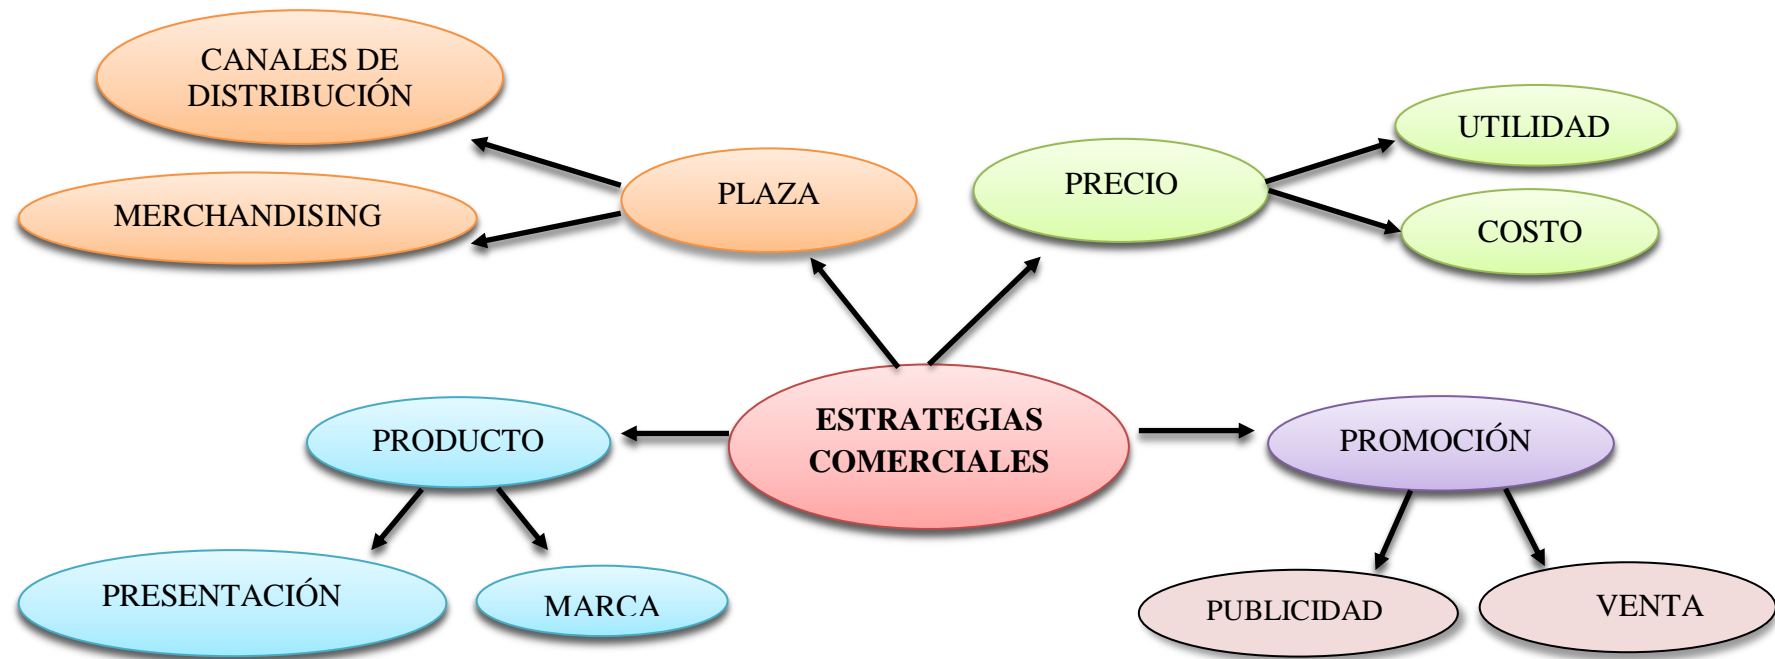 CANALES DE
DISTRIBUCIÓN
UTILIDAD
PLAZA
PRECIO
MERCHANDISING
COSTO
ESTRATEGIAS
COMERCIALES
PRODUCTO
PROMOCIÓN
PRESENTACIÓN
MARCA
PUBLICIDAD
VENTA